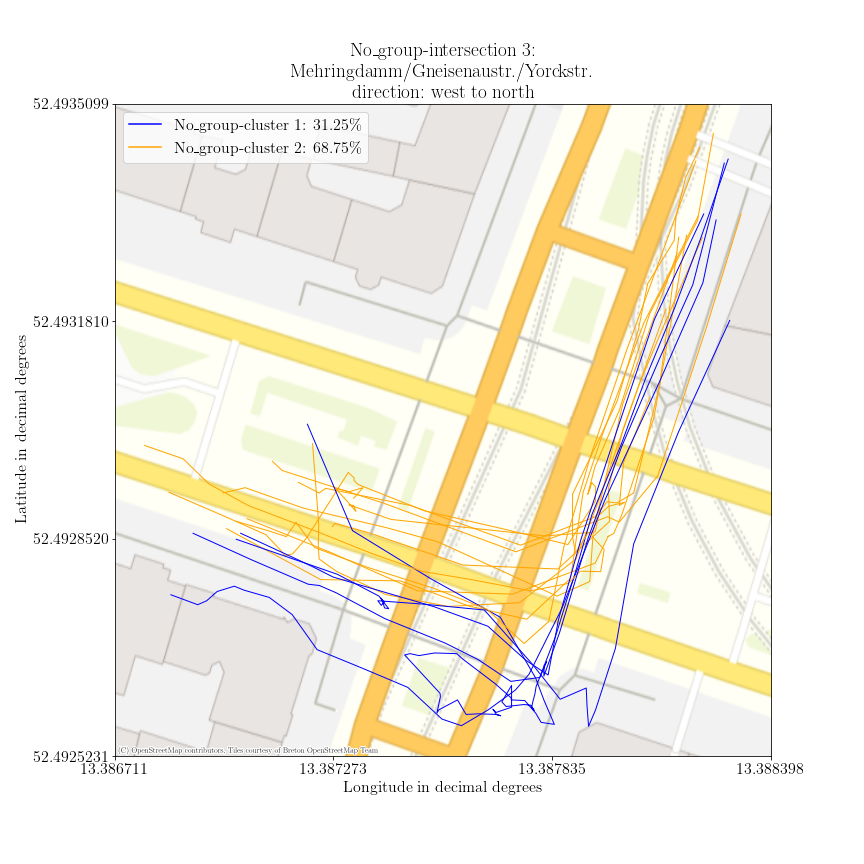 No_group-intersection 3:
Mehringdamm/Gneisenaustr./Yorckstr.
direction: west to north
52.4935099
No_group-cluster 1: 31.25%
No_group-cluster 2: 68.75%
52.4931810
Latitude in decimal degrees
52.4928520
52.4925231
(C) OpenStreetMap contributors, Tiles courtesy of Breton OpenStreetMap Team
13.386711
13.387273
13.387835
13.388398
Longitude in decimal degrees